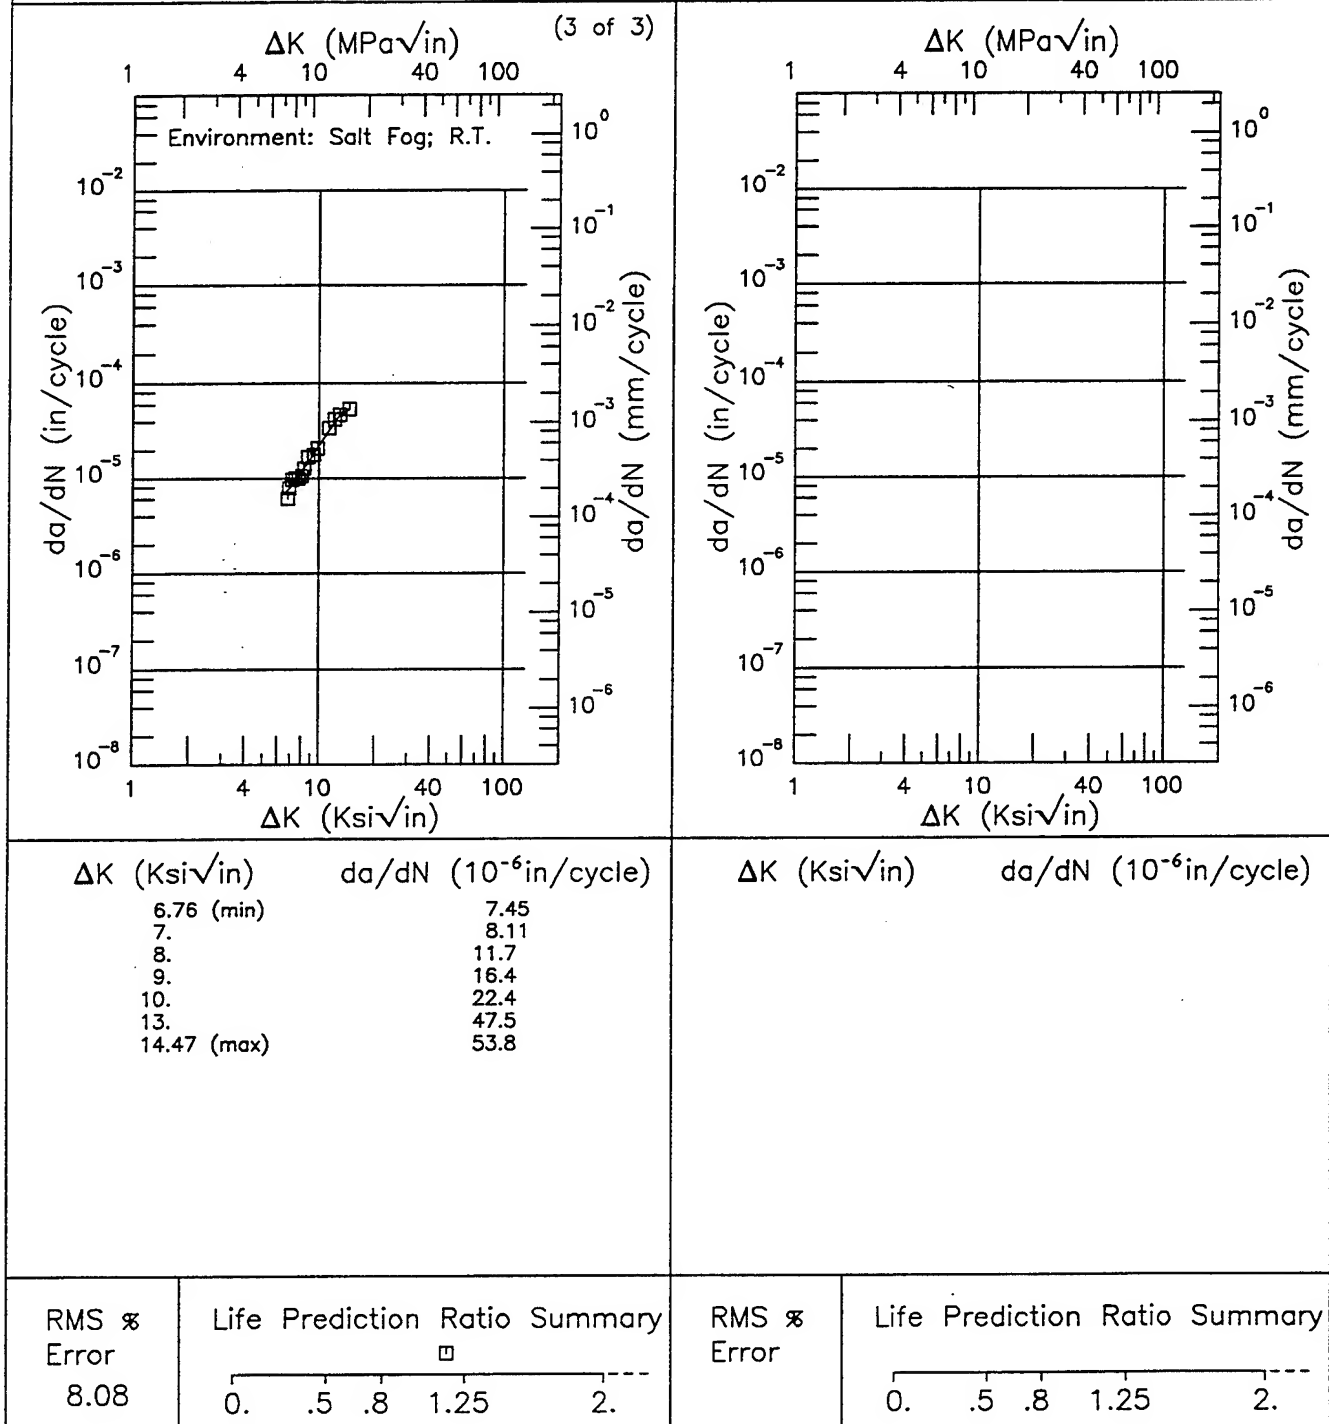 (3 of 3)
ΔK (MPa√in)
1 4 10 40 100
Environment: Salt Fog; R.T.
da/dN (in/cycle)
10⁻²
10⁻³
10⁻⁴
10⁻⁵
10⁻⁶
10⁻⁷
10⁻⁸
10⁰
10⁻¹
10⁻²
10⁻³
10⁻⁴
10⁻⁵
10⁻⁶
da/dN (mm/cycle)
1 4 10 40 100
ΔK (Ksi√in)
ΔK (MPa√in)
1 4 10 40 100
da/dN (in/cycle)
10⁻²
10⁻³
10⁻⁴
10⁻⁵
10⁻⁶
10⁻⁷
10⁻⁸
10⁰
10⁻¹
10⁻²
10⁻³
10⁻⁴
10⁻⁵
10⁻⁶
da/dN (mm/cycle)
1 4 10 40 100
ΔK (Ksi√in)
ΔK (Ksi√in) da/dN (10⁻⁶in/cycle)
6.76 (min) 7.45
7. 8.11
8. 11.7
9. 16.4
10. 22.4
13. 47.5
14.47 (max) 53.8
ΔK (Ksi√in) da/dN (10⁻⁶in/cycle)
RMS %
Error
8.08
Life Prediction Ratio Summary
0. .5 .8 1.25 2.
RMS %
Error
Life Prediction Ratio Summary
0. .5 .8 1.25 2.